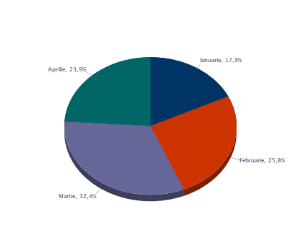 Ianuarie, 17,9%
Aprilie, 23,9%
Februarie, 25,8%
Martie, 32,4%